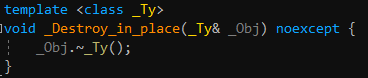 template <class _Ty>
void _Destroy_in_place(_Ty& _Obj) noexcept {
    _Obj.~_Ty();
}